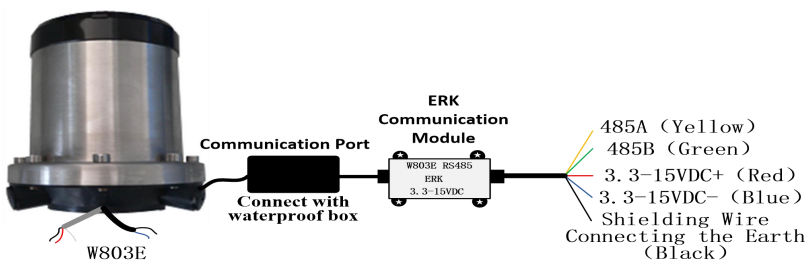 W803E
Communication Port
Connect with
waterproof box
ERK
Communication
Module
W803E RS485
ERK
3.3-15VDC
485A (Yellow)
485B (Green)
3.3-15VDC+ (Red)
3.3-15VDC- (Blue)
Shielding Wire
Connecting the Earth
(Black)